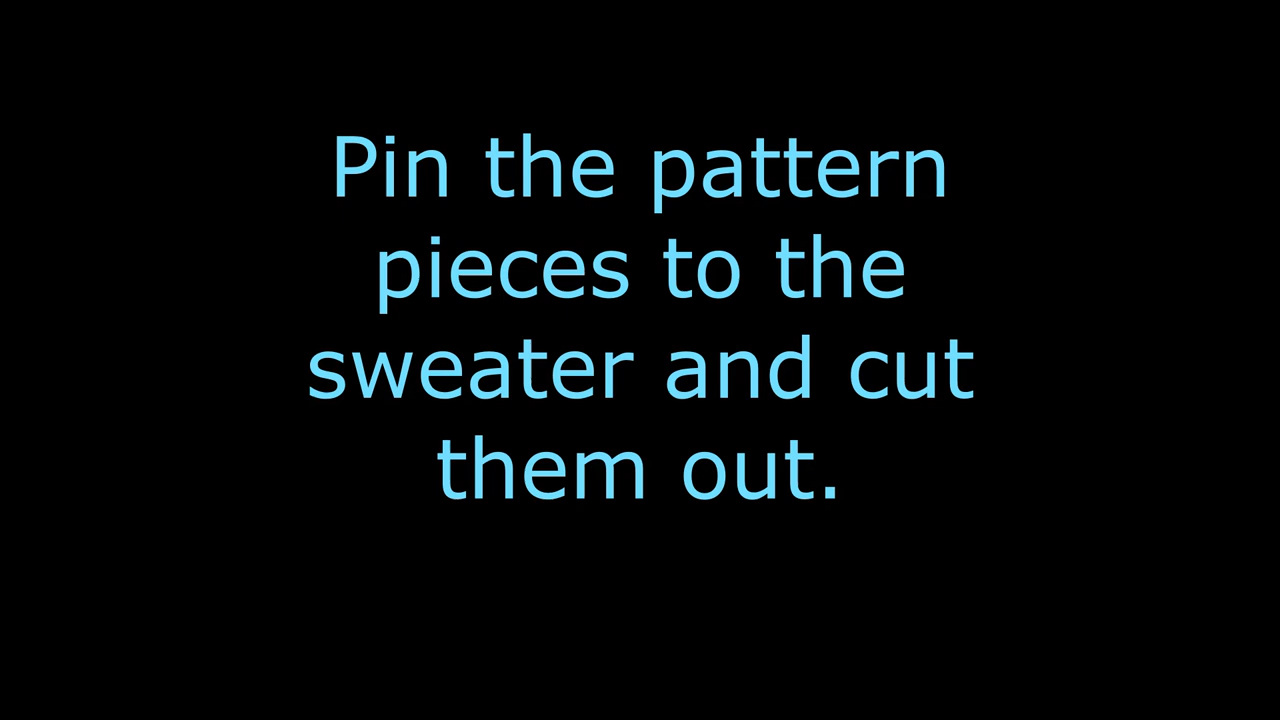 Pin the pattern
pieces to the
sweater and cut
them out.